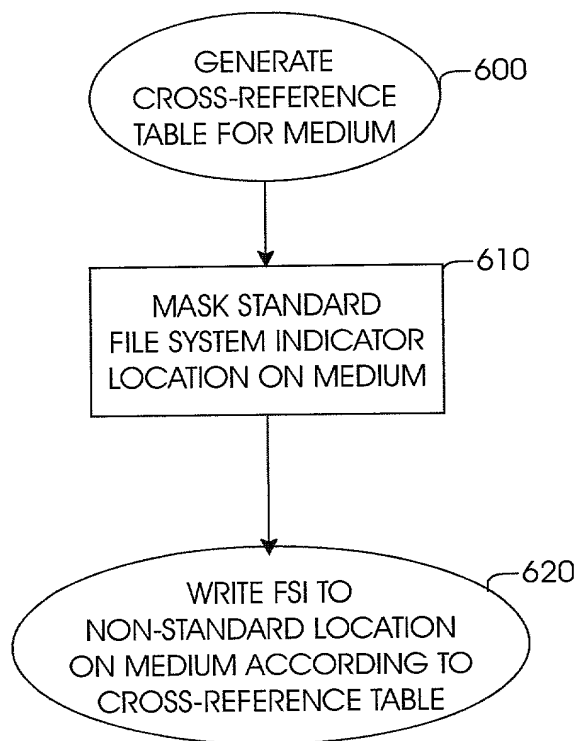 GENERATE
CROSS-REFERENCE
TABLE FOR MEDIUM
600
610
MASK STANDARD
FILE SYSTEM INDICATOR
LOCATION ON MEDIUM
620
WRITE FSI TO
NON-STANDARD LOCATION
ON MEDIUM ACCORDING TO
CROSS-REFERENCE TABLE